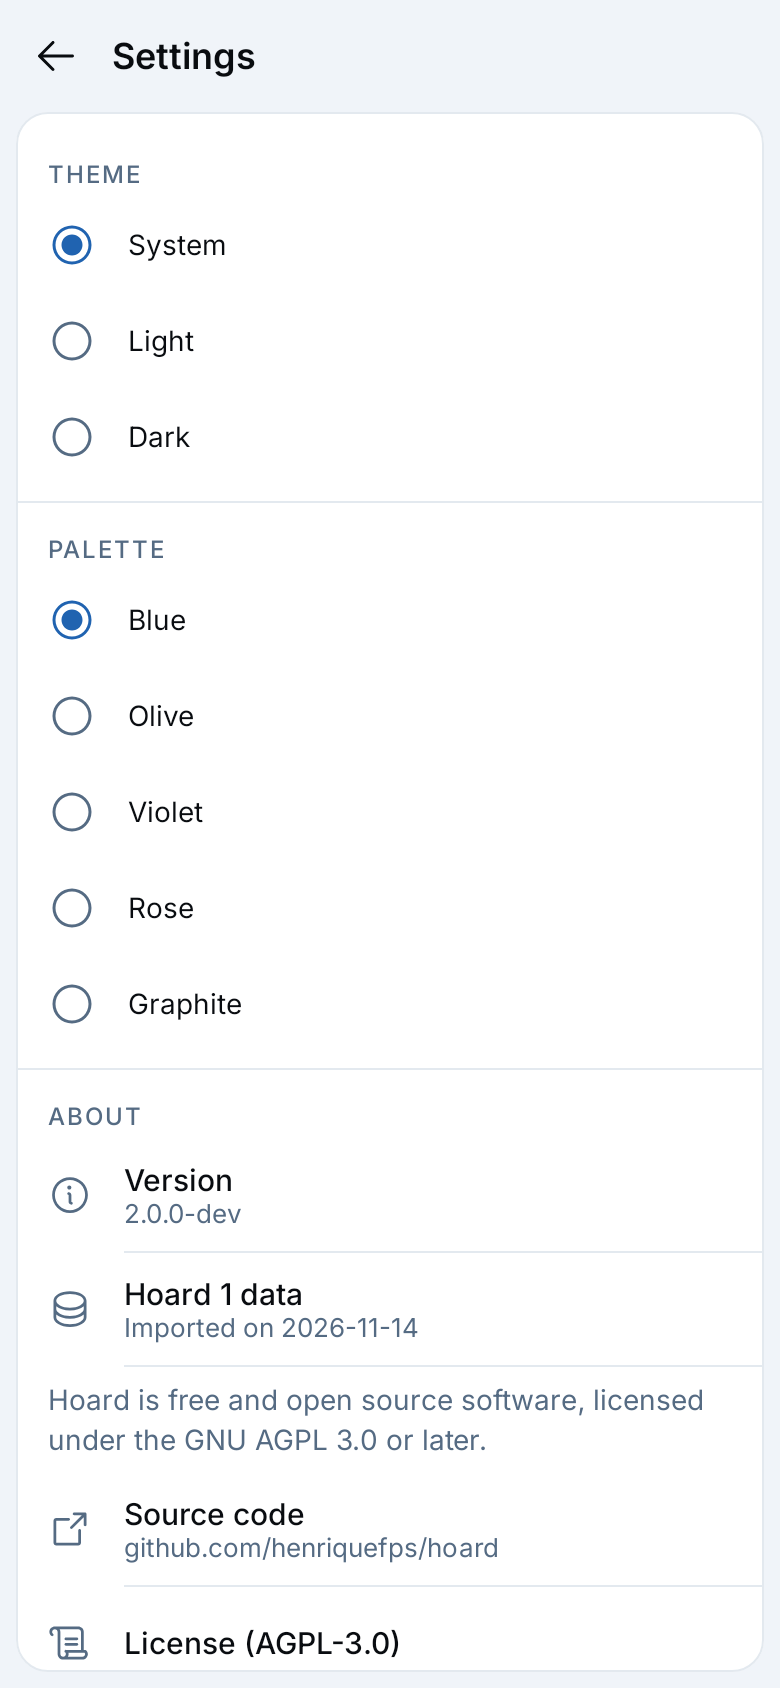 Settings
THEME
System
Light
Dark
PALETTE
Blue
Olive
Violet
Rose
Graphite
ABOUT
Version
2.0.0-dev
Hoard 1 data
Imported on 2026-11-14
Hoard is free and open source software, licensed
under the GNU AGPL 3.0 or later.
Source code
github.com/henriquefps/hoard
License (AGPL-3.0)